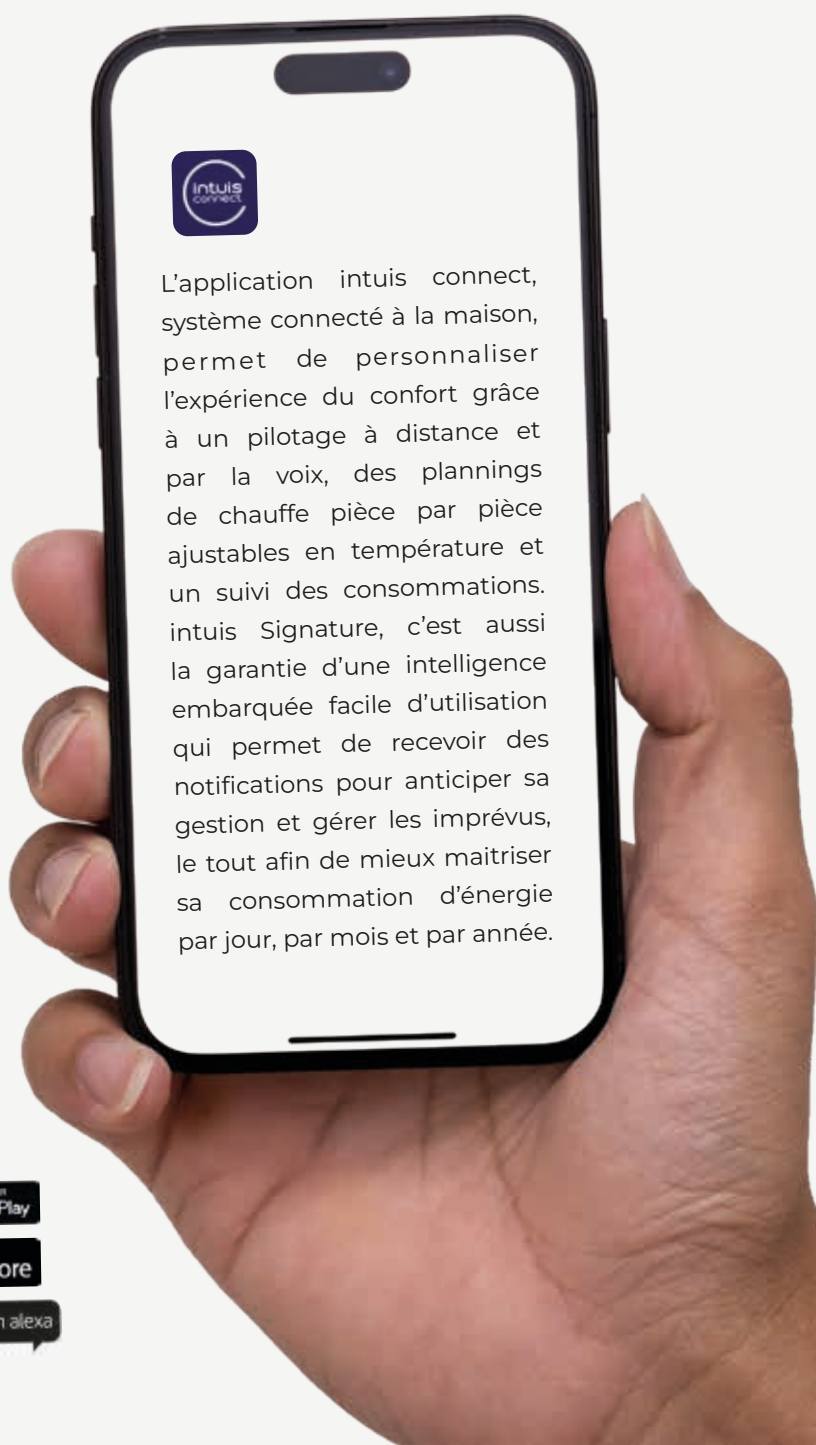 intuis
connect
L’application intuis connect,
système connecté à la maison,
permet de personnaliser
l’expérience du confort grâce
à un pilotage à distance et
par la voix, des plannings
de chauffe pièce par pièce
ajustables en température et
un suivi des consommations.
intuis Signature, c’est aussi
la garantie d’une intelligence
embarquée facile d’utilisation
qui permet de recevoir des
notifications pour anticiper sa
gestion et gérer les imprévus,
le tout afin de mieux maitriser
sa consommation d’énergie
par jour, par mois et par année.
Play
ore
alexa